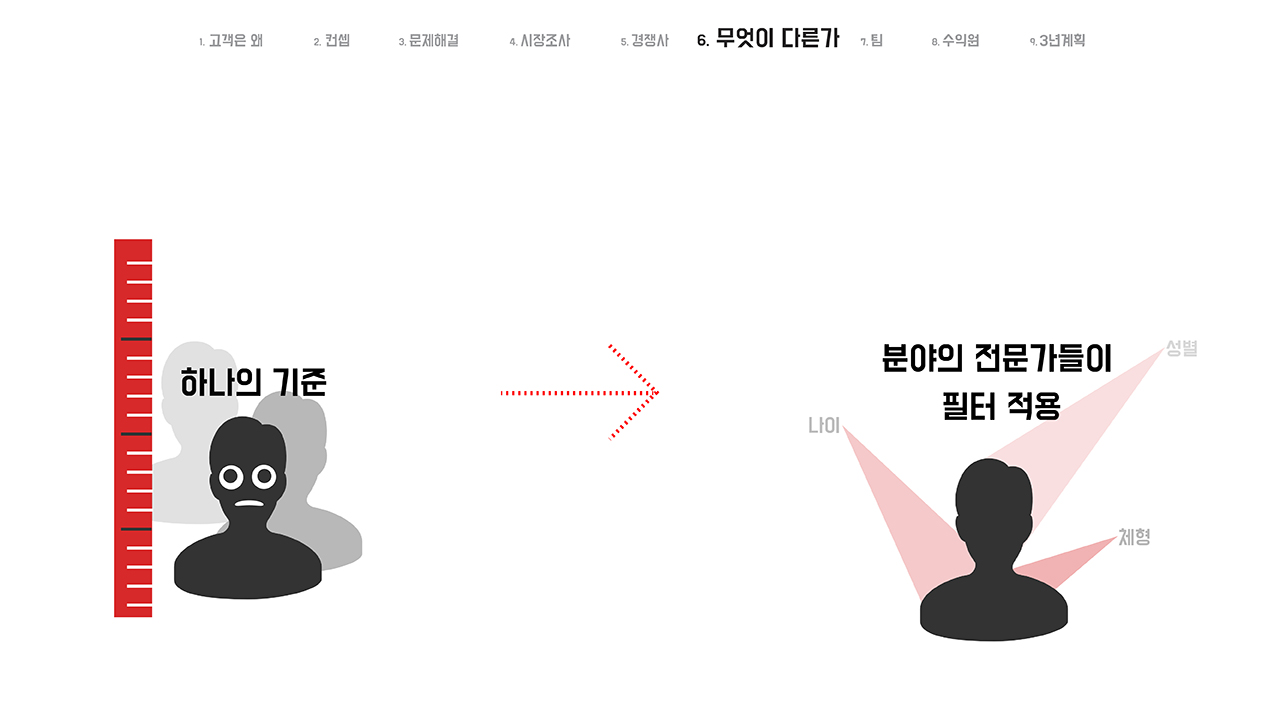 1. 고객은 왜 2. 컨셉 3. 문제해결 4. 시장조사 5. 경쟁사 6. 무엇이 다른가 7. 팀 8. 수익원 9. 3년계획
하나의 기준
분야의 전문가들이
필터 적용
성별
나이
체형